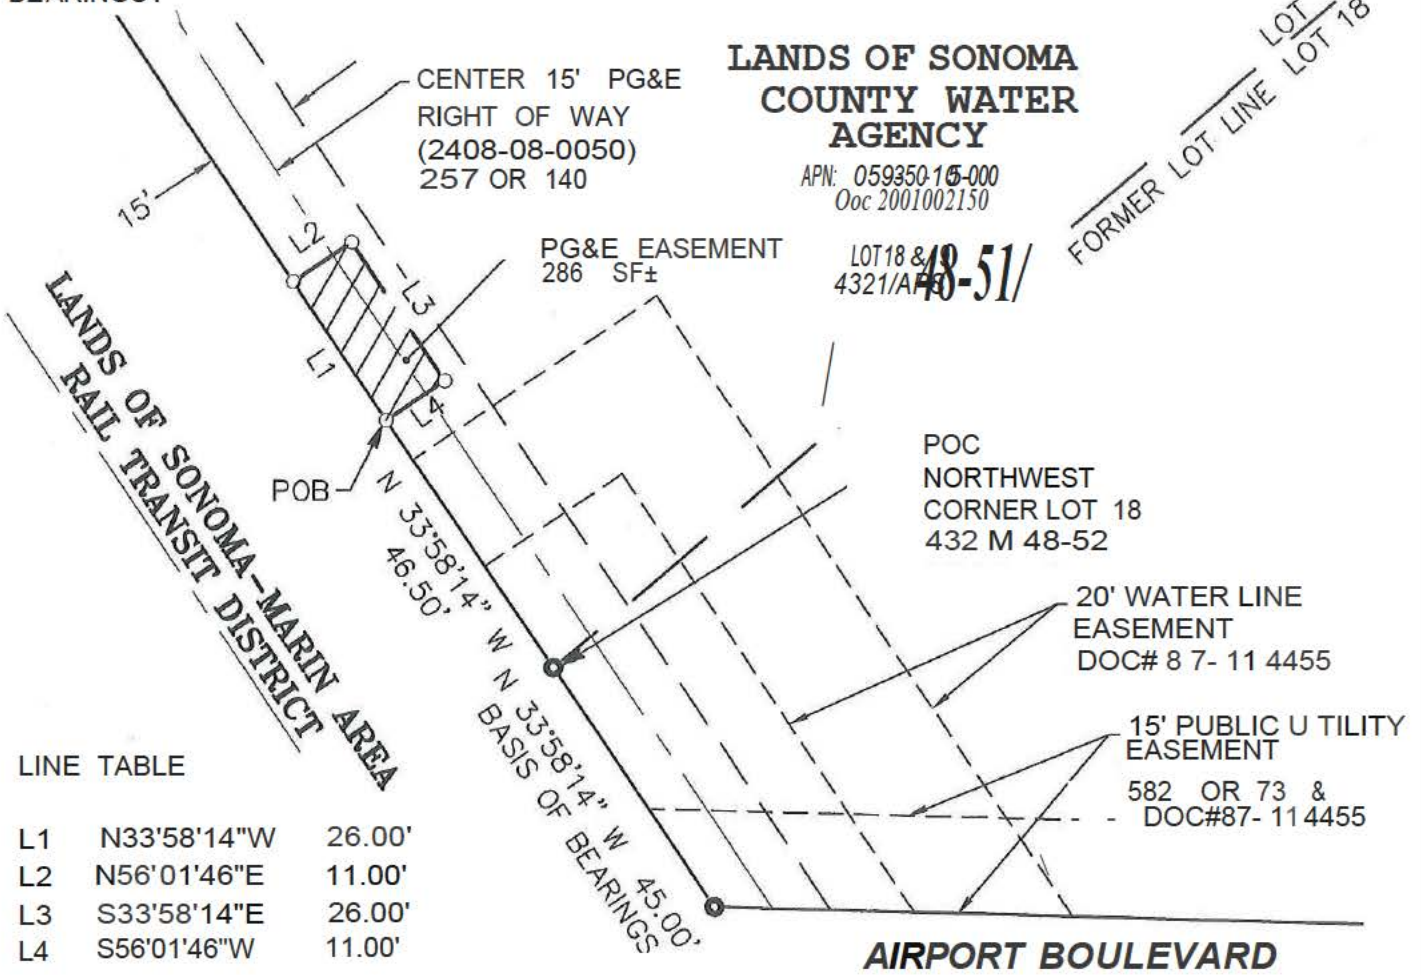 CENTER 15' PG&E
RIGHT OF WAY
(2408-08-0050)
257 OR 140
LANDS OF SONOMA
COUNTY WATER
AGENCY
APN:
Ooc 2001002150
LOT 18 &
48-51/
LOT
FORMER LOT LINE LOT 18
15'
L2
PG&E EASEMENT
286 SF±
L3
L1
L4
LANDS OF SONOMA-MARIN AREA
RAIL TRANSIT DISTRICT
POB
N 33°58'14" W
46.50'
POC
NORTHWEST
CORNER LOT 18
432 M 48-52
20' WATER LINE
EASEMENT
DOC# 8 7- 11 4455
N 33°58'14" W 45.00'
BASIS OF BEARINGS
15' PUBLIC U TILITY
EASEMENT
582 OR 73 &
DOC#87- 11 4455
LINE TABLE
L1 N33'58'14"W 26.00'
L2 N56'01'46"E 11.00'
L3 S33'58'14"E 26.00'
L4 S56'01'46"W 11.00'
AIRPORT BOULEVARD